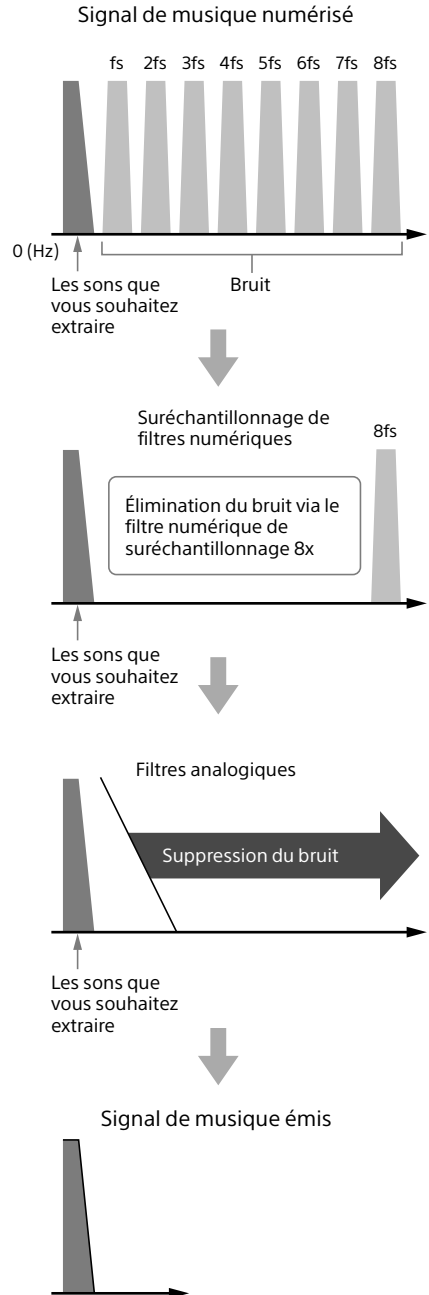 Signal de musique numérisé
fs 2fs 3fs 4fs 5fs 6fs 7fs 8fs
0 (Hz)
Les sons que
vous souhaitez
extraire
Bruit
Suréchantillonnage de
filtres numériques
8fs
Élimination du bruit via le
filtre numérique de
suréchantillonnage 8x
Les sons que
vous souhaitez
extraire
Filtres analogiques
Suppression du bruit
Les sons que
vous souhaitez
extraire
Signal de musique émis